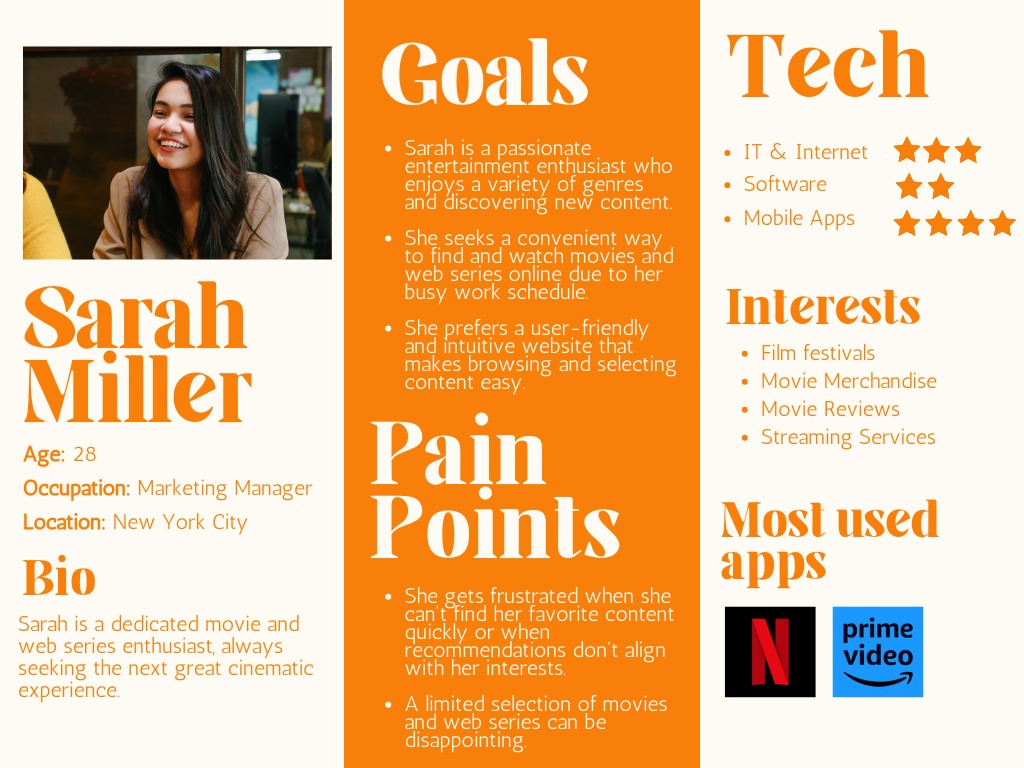 Sarah
Miller
Age: 28
Occupation: Marketing Manager
Location: New York City
Bio
Sarah is a dedicated movie and
web series enthusiast, always
seeking the next great cinematic
experience.
Goals
• Sarah is a passionate
entertainment enthusiast who
enjoys a variety of genres
and discovering new content.
• She seeks a convenient way
to find and watch movies and
web series online due to her
busy work schedule.
• She prefers a user-friendly
and intuitive website that
makes browsing and selecting
content easy.
Pain
Points
• She gets frustrated when she
can't find her favorite content
quickly or when
recommendations don't align
with her interests.
• A limited selection of movies
and web series can be
disappointing.
Tech
• IT & Internet
• Software
• Mobile Apps
Interests
• Film festivals
• Movie Merchandise
• Movie Reviews
• Streaming Services
Most used
apps
N
prime
video